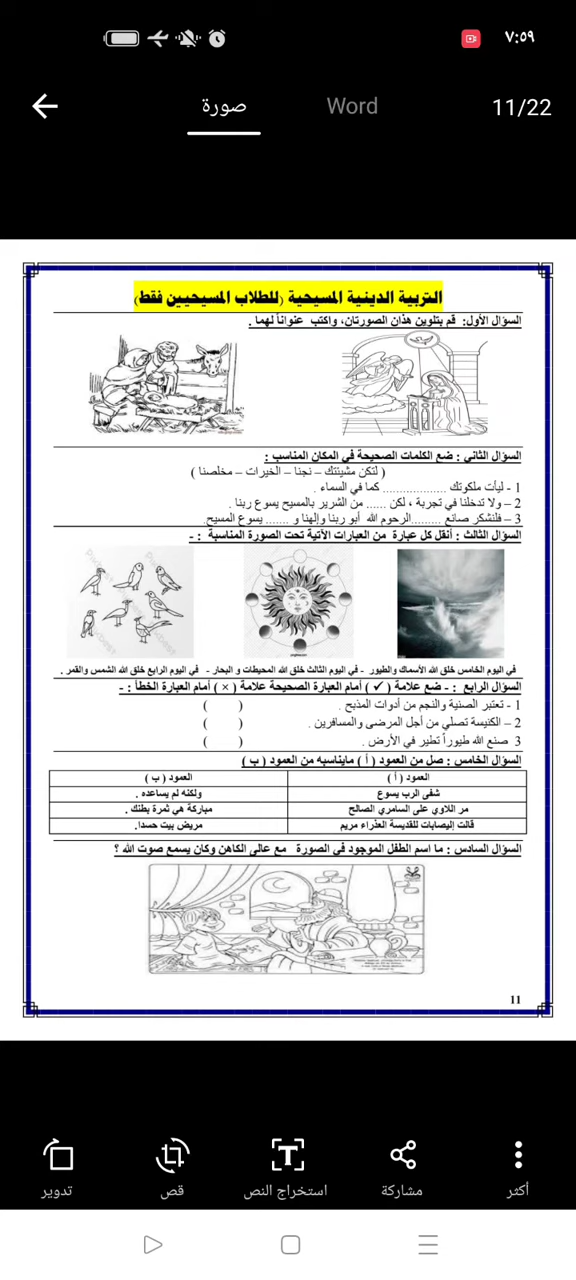 ٧:٥٩
صورة
Word
11/22
التربية الدينية المسيحية (للطلاب المسيحيين فقط)
السؤال الأول: قم بتلوين هذان الصورتان، واكتب عنواناً لهما .
السؤال الثاني : ضع الكلمات الصحيحة في المكان المناسب :
( لتكن مشيئتك – نجنا – الخيرات – مخلصنا )
1 - ليأت ملكوتك .................. كما في السماء .
2 – ولا تدخلنا في تجربة ، لكن ...... من الشرير بالمسيح يسوع ربنا .
3 – فلنشكر صانع .........الرحوم الله أبو ربنا وإلهنا و ....... يسوع المسيح.
السؤال الثالث : أنقل كل عبارة من العبارات الآتية تحت الصورة المناسبة : -
في اليوم الخامس خلق الله الأسماك والطيور - في اليوم الثالث خلق الله المحيطات و البحار - في اليوم الرابع خلق الله الشمس والقمر .
السؤال الرابع : - ضع علامة ( ✓ ) أمام العبارة الصحيحة علامة ( × ) أمام العبارة الخطأ : -
1 - تعتبر الصنية والنجم من أدوات المذبح . ( )
2 – الكنيسة تصلي من أجل المرضى والمسافرين . ( )
3 صنع الله طيوراً تطير في الأرض . ( )
السؤال الخامس : صل من العمود ( أ ) مايناسبه من العمود ( ب )
العمود ( أ ) العمود ( ب )
شفى الرب يسوع ولكنه لم يساعده .
مر اللاوي على السامري الصالح مباركة هي ثمرة بطنك .
قالت إليصابات للقديسة العذراء مريم مريض بيت حسدا.
السؤال السادس : ما اسم الطفل الموجود في الصورة مع عالي الكاهن وكان يسمع صوت الله ؟
11
تدوير
قص
استخراج النص
مشاركة
أكثر